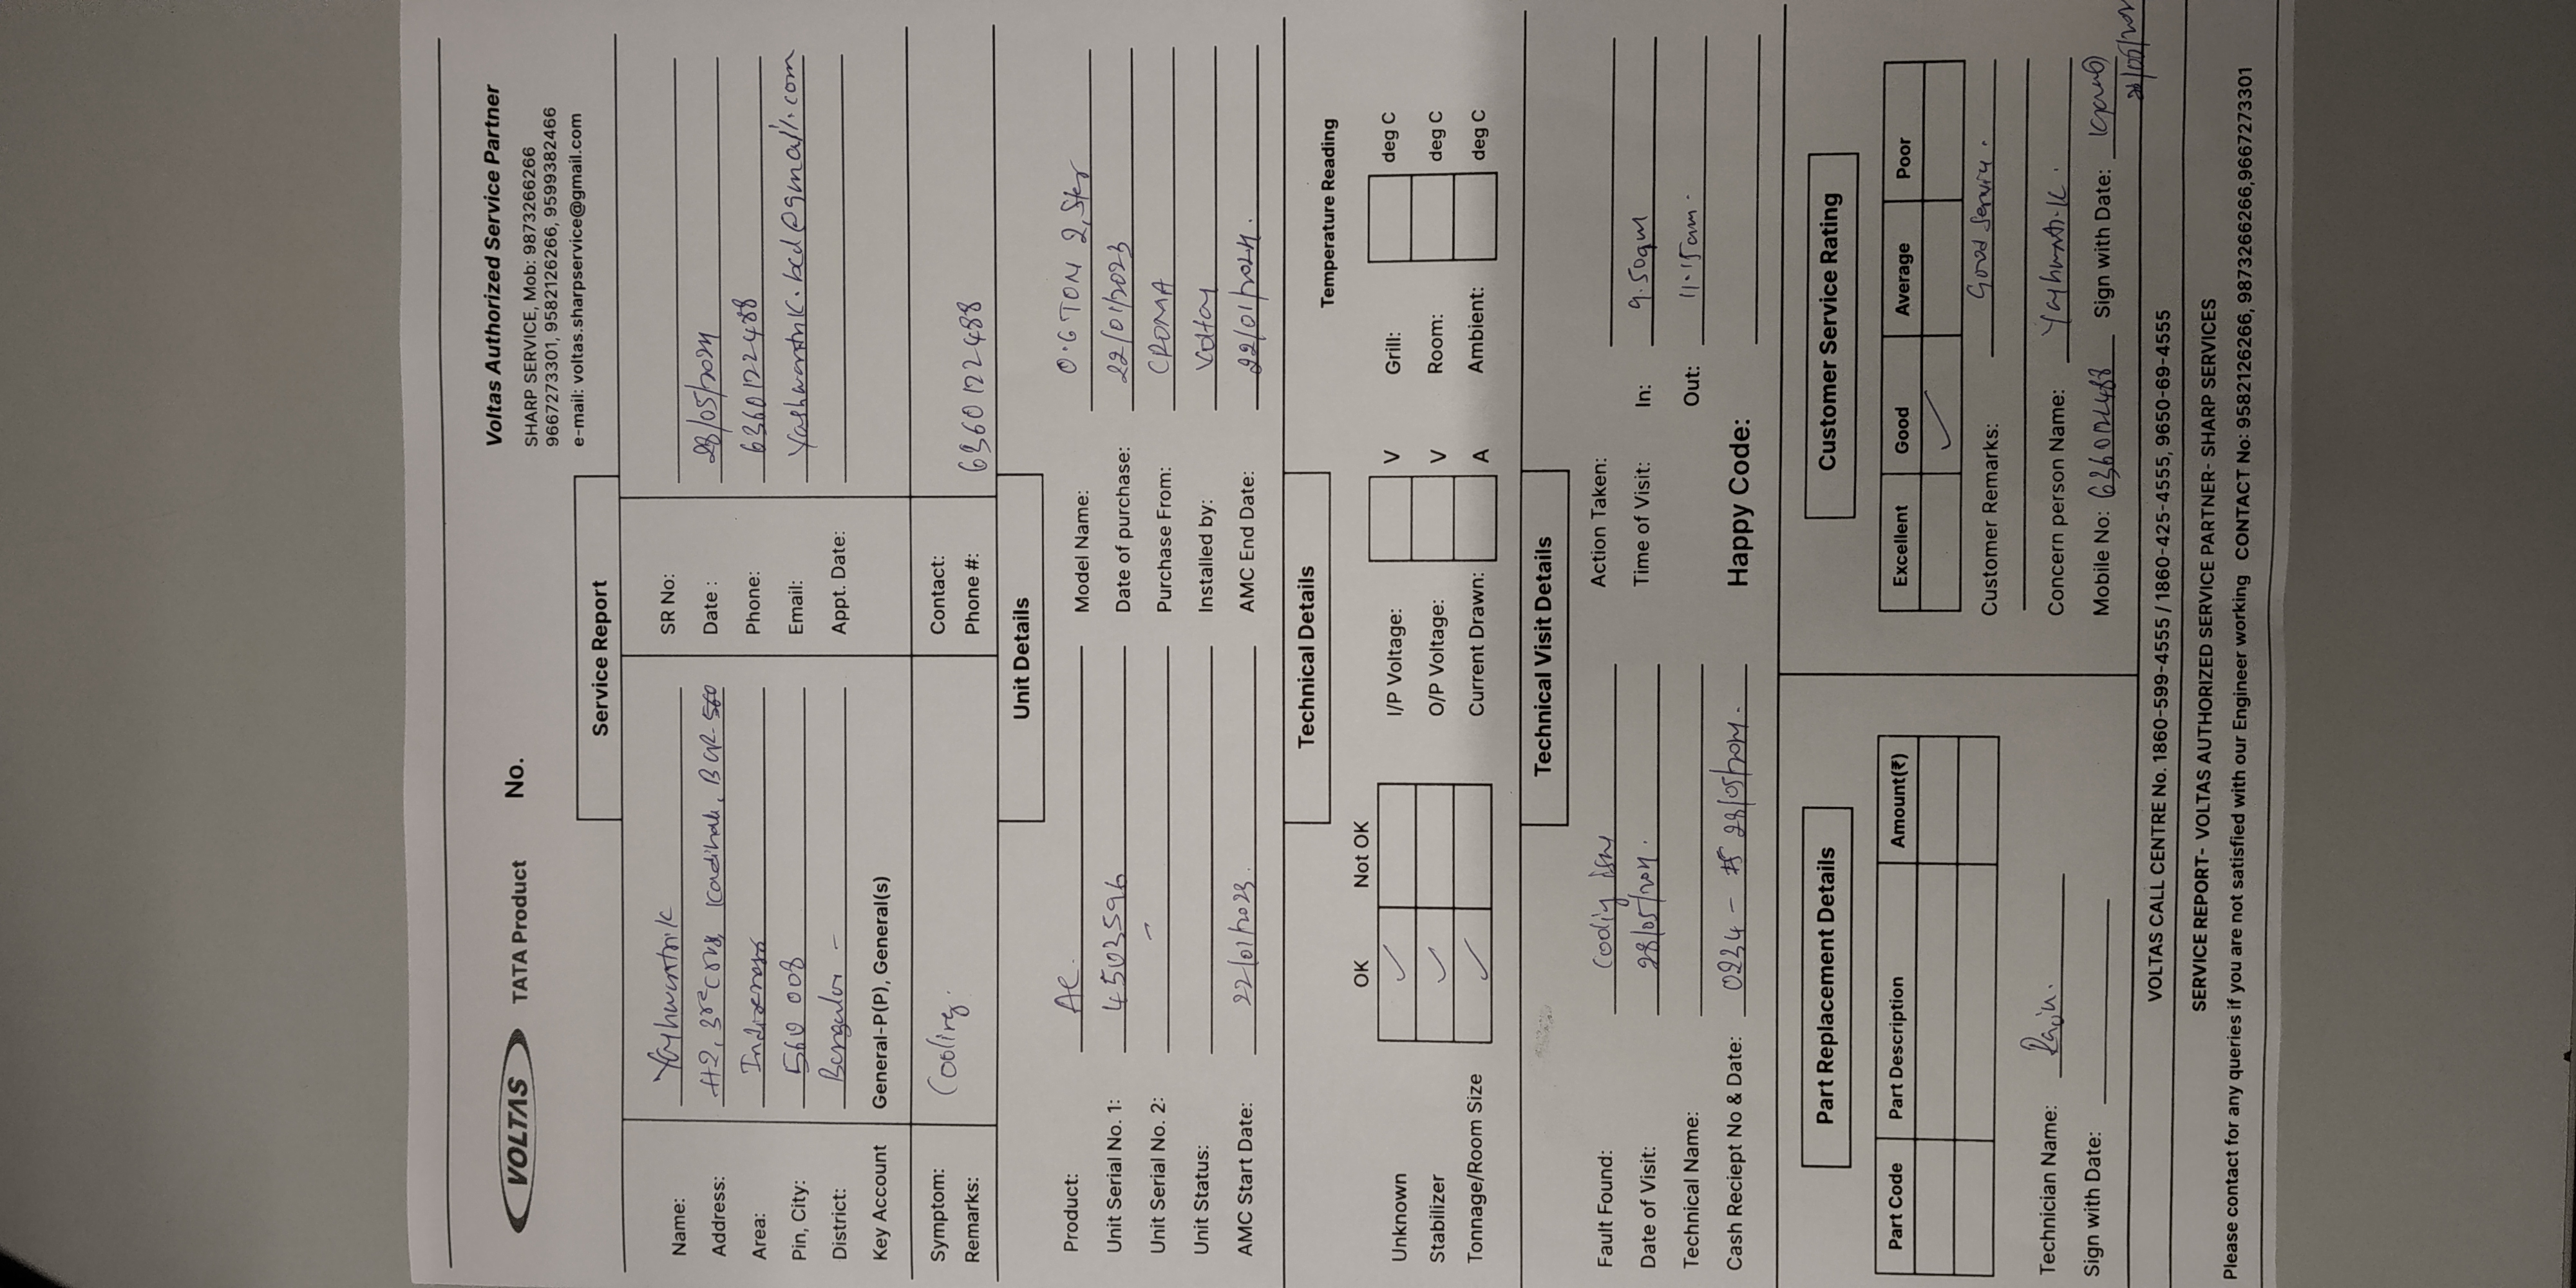 VOLTAS TATA Product No.
Voltas Authorized Service Partner
SHARP SERVICE, Mob: 9873266266
9667273301, 9582126266, 9599382466
e-mail: voltas.sharpservice@gmail.com
Service Report
Name: Yashwanth.K SR No:
Address: #2, 3rd cross, Kodihalli, BLR-560 Date : 28/05/2024
Area: Indiranagar Phone: 6360122488
Pin, City: 560 008 Email: YashwanthK.bcd@gmail.com
District: Bangalore - Appt. Date:
Key Account General-P(P), General(s)
Symptom: Cooling. Contact:
Remarks: Phone #: 6360122488
Unit Details
Product: AC. Model Name: 0.6 TON 2, Star
Unit Serial No. 1: 4503596 Date of purchase: 22/01/2023
Unit Serial No. 2: - Purchase From: CROMA
Unit Status: Installed by: Voltas
AMC Start Date: 22/01/2023. AMC End Date: 22/01/2024.
Technical Details
OK Not OK Temperature Reading
Unknown ✓ I/P Voltage: V Grill: deg C
Stabilizer ✓ O/P Voltage: V Room: deg C
Tonnage/Room Size ✓ Current Drawn: A Ambient: deg C
Technical Visit Details
Fault Found: Cooling Action Taken:
Date of Visit: 28/05/2024. Time of Visit: In: 9.50am
Technical Name: Out: 11.15am.
Cash Reciept No & Date: 0234 - 28/05/2024. Happy Code:
Part Replacement Details
Part Code Part Description Amount(₹)
Technician Name: Raju.
Sign with Date:
Customer Service Rating
Excellent Good Average Poor
✓
Customer Remarks: Good Service.
Concern person Name: Yashwanth.K.
Mobile No: 6360122488 Sign with Date: 28/05/2024
VOLTAS CALL CENTRE No. 1860-599-4555 / 1860-425-4555, 9650-69-4555
SERVICE REPORT- VOLTAS AUTHORIZED SERVICE PARTNER- SHARP SERVICES
Please contact for any queries if you are not satisfied with our Engineer working CONTACT No: 9582126266, 9873266266,9667273301